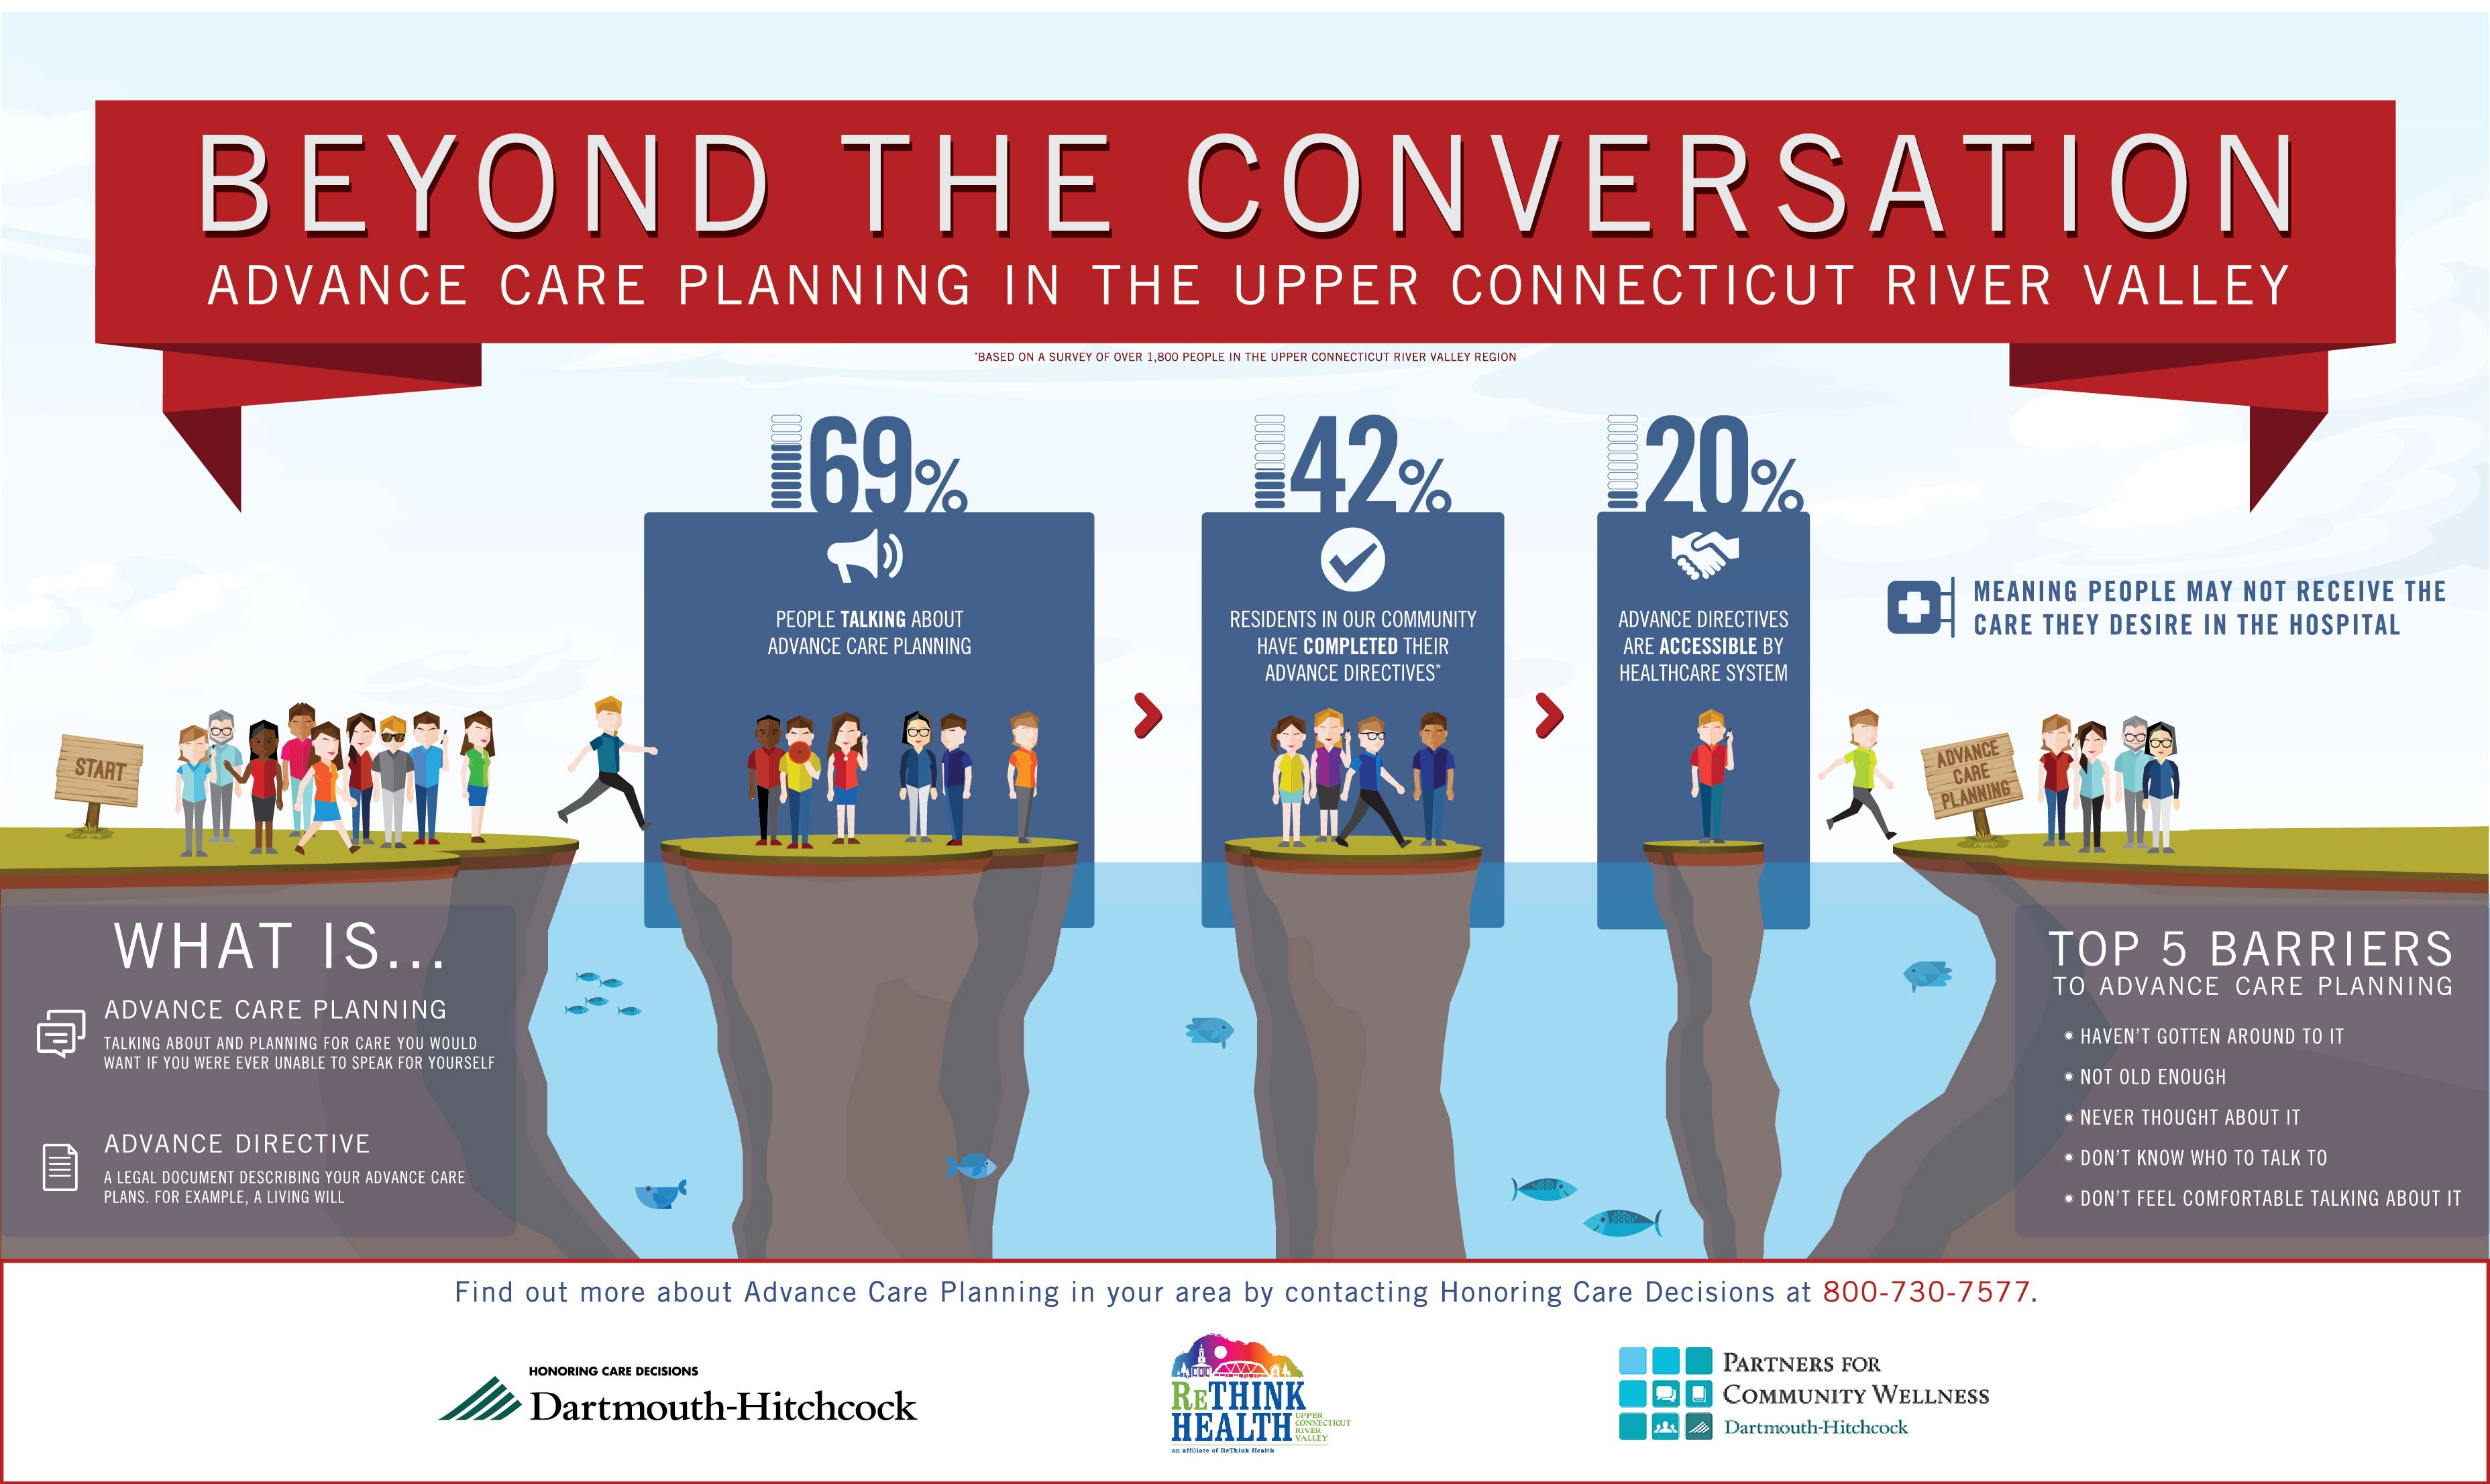 BEYOND THE CONVERSATION
ADVANCE CARE PLANNING IN THE UPPER CONNECTICUT RIVER VALLEY
*BASED ON A SURVEY OF OVER 1,800 PEOPLE IN THE UPPER CONNECTICUT RIVER VALLEY REGION
69%
PEOPLE TALKING ABOUT
ADVANCE CARE PLANNING
42%
RESIDENTS IN OUR COMMUNITY
HAVE COMPLETED THEIR
ADVANCE DIRECTIVES*
20%
ADVANCE DIRECTIVES
ARE ACCESSIBLE BY
HEALTHCARE SYSTEM
MEANING PEOPLE MAY NOT RECEIVE THE
CARE THEY DESIRE IN THE HOSPITAL
START
ADVANCE
CARE
PLANNING
WHAT IS...
ADVANCE CARE PLANNING
TALKING ABOUT AND PLANNING FOR CARE YOU WOULD
WANT IF YOU WERE EVER UNABLE TO SPEAK FOR YOURSELF
ADVANCE DIRECTIVE
A LEGAL DOCUMENT DESCRIBING YOUR ADVANCE CARE
PLANS. FOR EXAMPLE, A LIVING WILL
TOP 5 BARRIERS
TO ADVANCE CARE PLANNING
• HAVEN'T GOTTEN AROUND TO IT
• NOT OLD ENOUGH
• NEVER THOUGHT ABOUT IT
• DON'T KNOW WHO TO TALK TO
• DON'T FEEL COMFORTABLE TALKING ABOUT IT
Find out more about Advance Care Planning in your area by contacting Honoring Care Decisions at 800-730-7577.
HONORING CARE DECISIONS
Dartmouth-Hitchcock
RETHINK
HEALTH
UPPER
CONNECTICUT
RIVER
VALLEY
an affiliate of ReThink Health
PARTNERS FOR
COMMUNITY WELLNESS
Dartmouth-Hitchcock